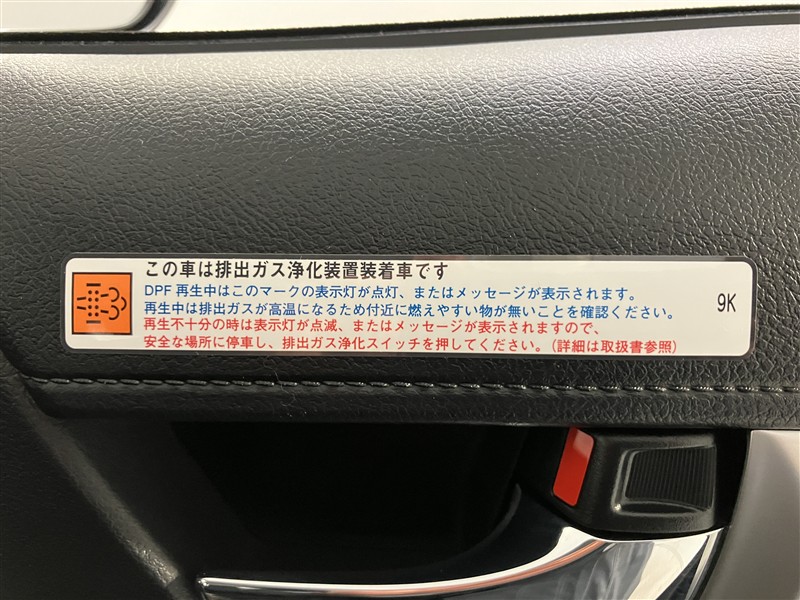 この車は排出ガス浄化装置装着車です
DPF 再生中はこのマークの表示灯が点灯、またはメッセージが表示されます。
再生中は排出ガスが高温になるため付近に燃えやすい物が無いことを確認ください。
再生不十分の時は表示灯が点滅、またはメッセージが表示されますので、
安全な場所に停車し、排出ガス浄化スイッチを押してください。（詳細は取扱書参照）
9K